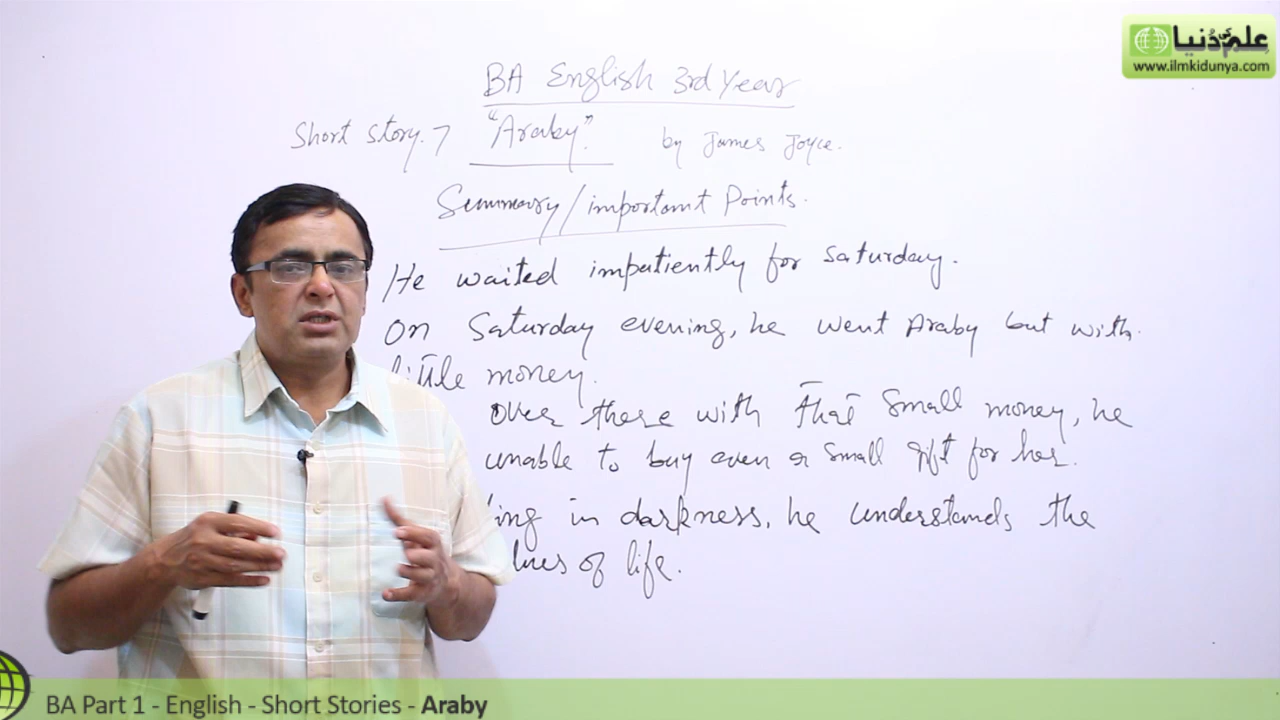 علم کی دُنیا
www.ilmkidunya.com
BA English 3rd Year
Short story. 7 "Araby". by James Joyce.
Summary/important Points.
He waited impatiently for Saturday.
On Saturday evening, he went Araby but with
little money.
Over there with that small money, he
unable to buy even a small gift for her.
ing in darkness, he understands the
lues of life.
BA Part 1 - English - Short Stories - Araby